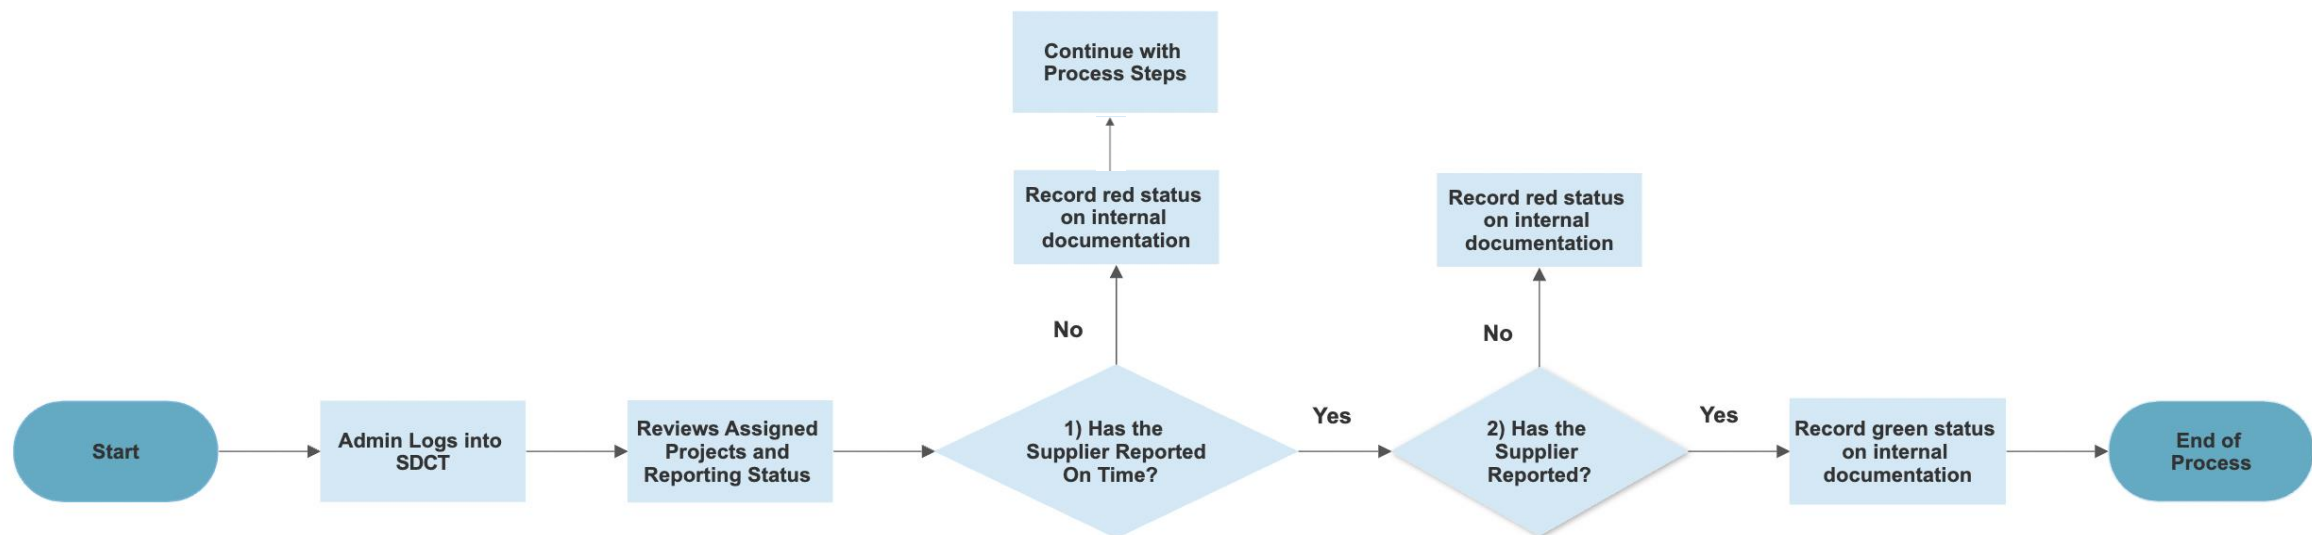 Continue with
Process Steps
Record red status
on internal
documentation
Record red status
on internal
documentation
No
No
Start
Admin Logs into
SDCT
Reviews Assigned
Projects and
Reporting Status
1) Has the
Supplier Reported
On Time?
Yes
2) Has the
Supplier
Reported?
Yes
Record green status
on internal
documentation
End of
Process